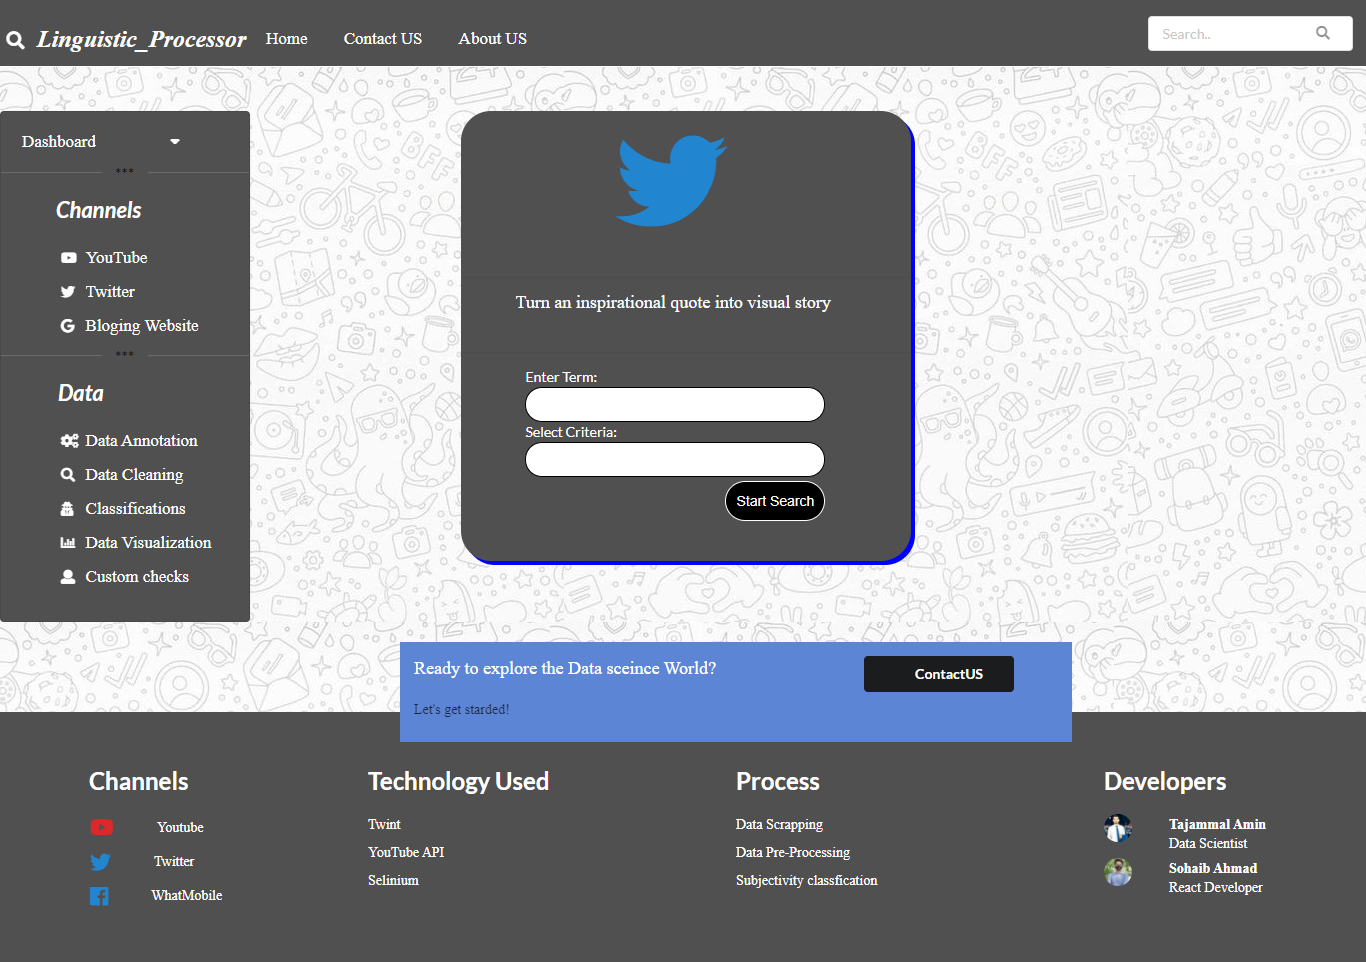 Linguistic_Processor Home Contact US About US Search..
Dashboard
***
Channels
YouTube
Twitter
Bloging Website
***
Data
Data Annotation
Data Cleaning
Classifications
Data Visualization
Custom checks
Turn an inspirational quote into visual story
Enter Term:
Select Criteria:
Start Search
Ready to explore the Data sceince World?
ContactUS
Let's get starded!
Channels
Youtube
Twitter
WhatMobile
Technology Used
Twint
YouTube API
Selinium
Process
Data Scrapping
Data Pre-Processing
Subjectivity classfication
Developers
Tajammal Amin
Data Scientist
Sohaib Ahmad
React Developer